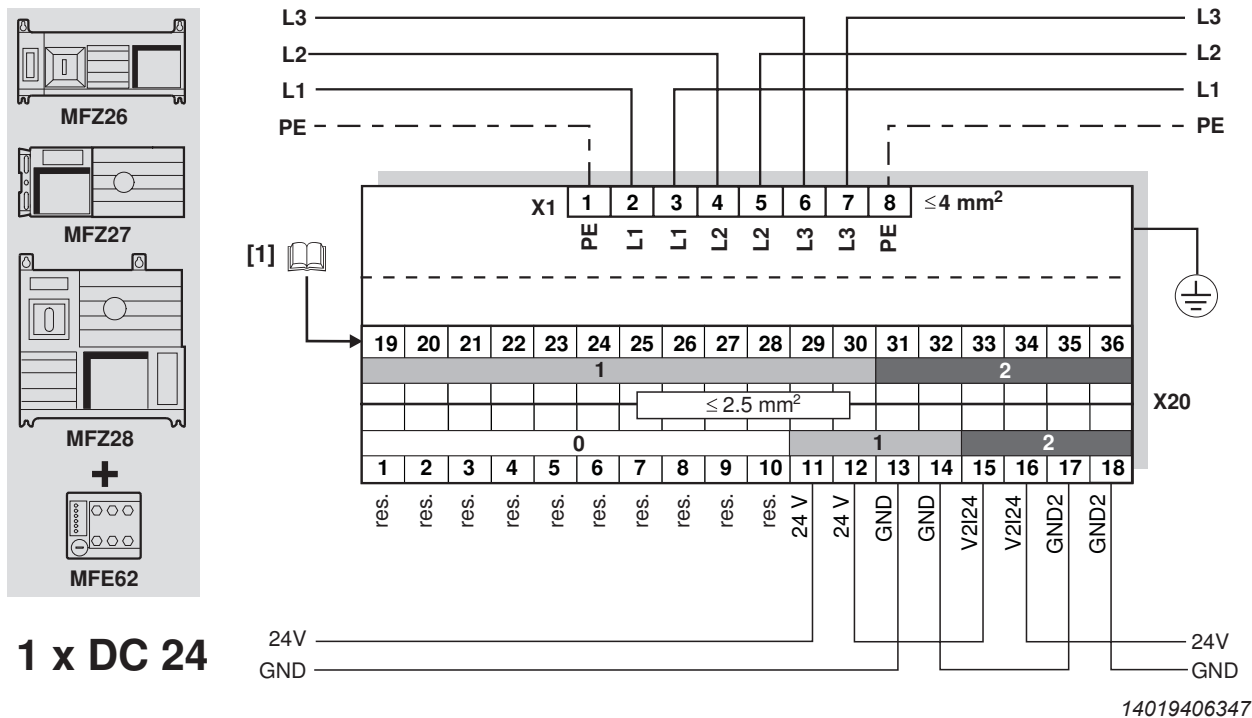 MFZ26
MFZ27
MFZ28
+
MFE62
1 x DC 24
L3 L3
L2 L2
L1 L1
PE PE
X1 1 2 3 4 5 6 7 8 ≤4 mm²
PE L1 L1 L2 L2 L3 L3 PE
[1]
19 20 21 22 23 24 25 26 27 28 29 30 31 32 33 34 35 36
1 2
≤ 2.5 mm²
X20
0 1 2
1 2 3 4 5 6 7 8 9 10 11 12 13 14 15 16 17 18
res. res. res. res. res. res. res. res. res. res. 24 V 24 V GND GND V2I24 V2I24 GND2 GND2
24V 24V
GND GND
14019406347